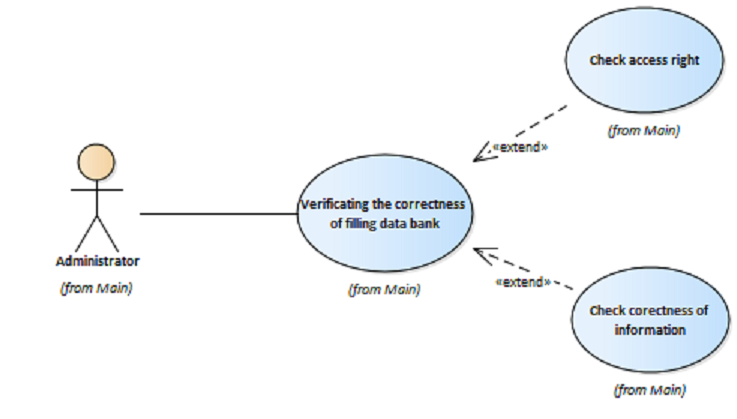 Check access right
(from Main)
«extend»
Verificating the correctness
of filling data bank
(from Main)
Administrator
(from Main)
«extend»
Check corectness of
information
(from Main)